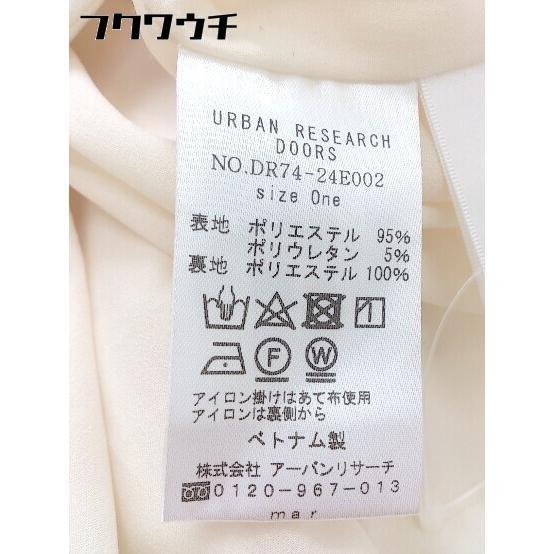 フクワウチ
URBAN RESEARCH
DOORS
NO.DR74-24E002
size One
表地 ポリエステル 95%
ポリウレタン 5%
裏地 ポリエステル 100%
F W
アイロン掛けはあて布使用
アイロンは裏側から
ベトナム製
株式会社 アーバンリサーチ
0120-967-013
mar